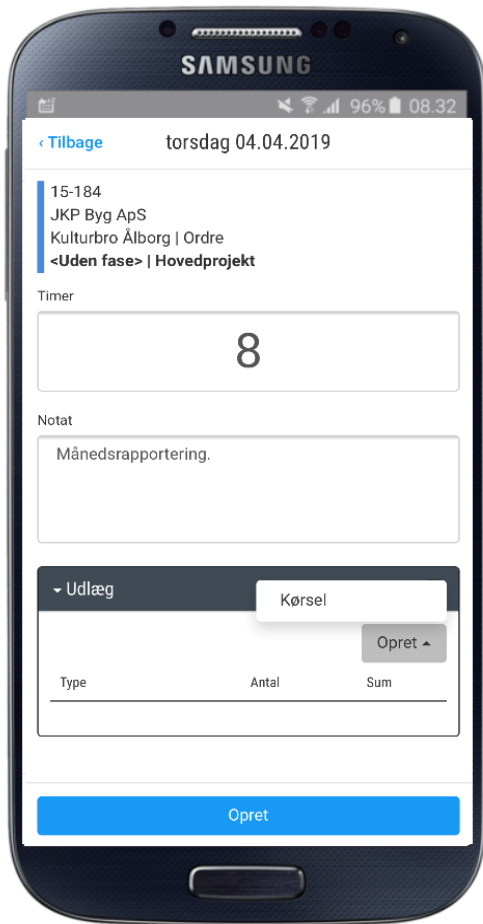 SAMSUNG
96% 08.32
‹ Tilbage torsdag 04.04.2019
15-184
JKP Byg ApS
Kulturbro Ålborg | Ordre
<Uden fase> | Hovedprojekt
Timer
8
Notat
Månedsrapportering.
Udlæg
Kørsel
Opret
Type Antal Sum
Opret